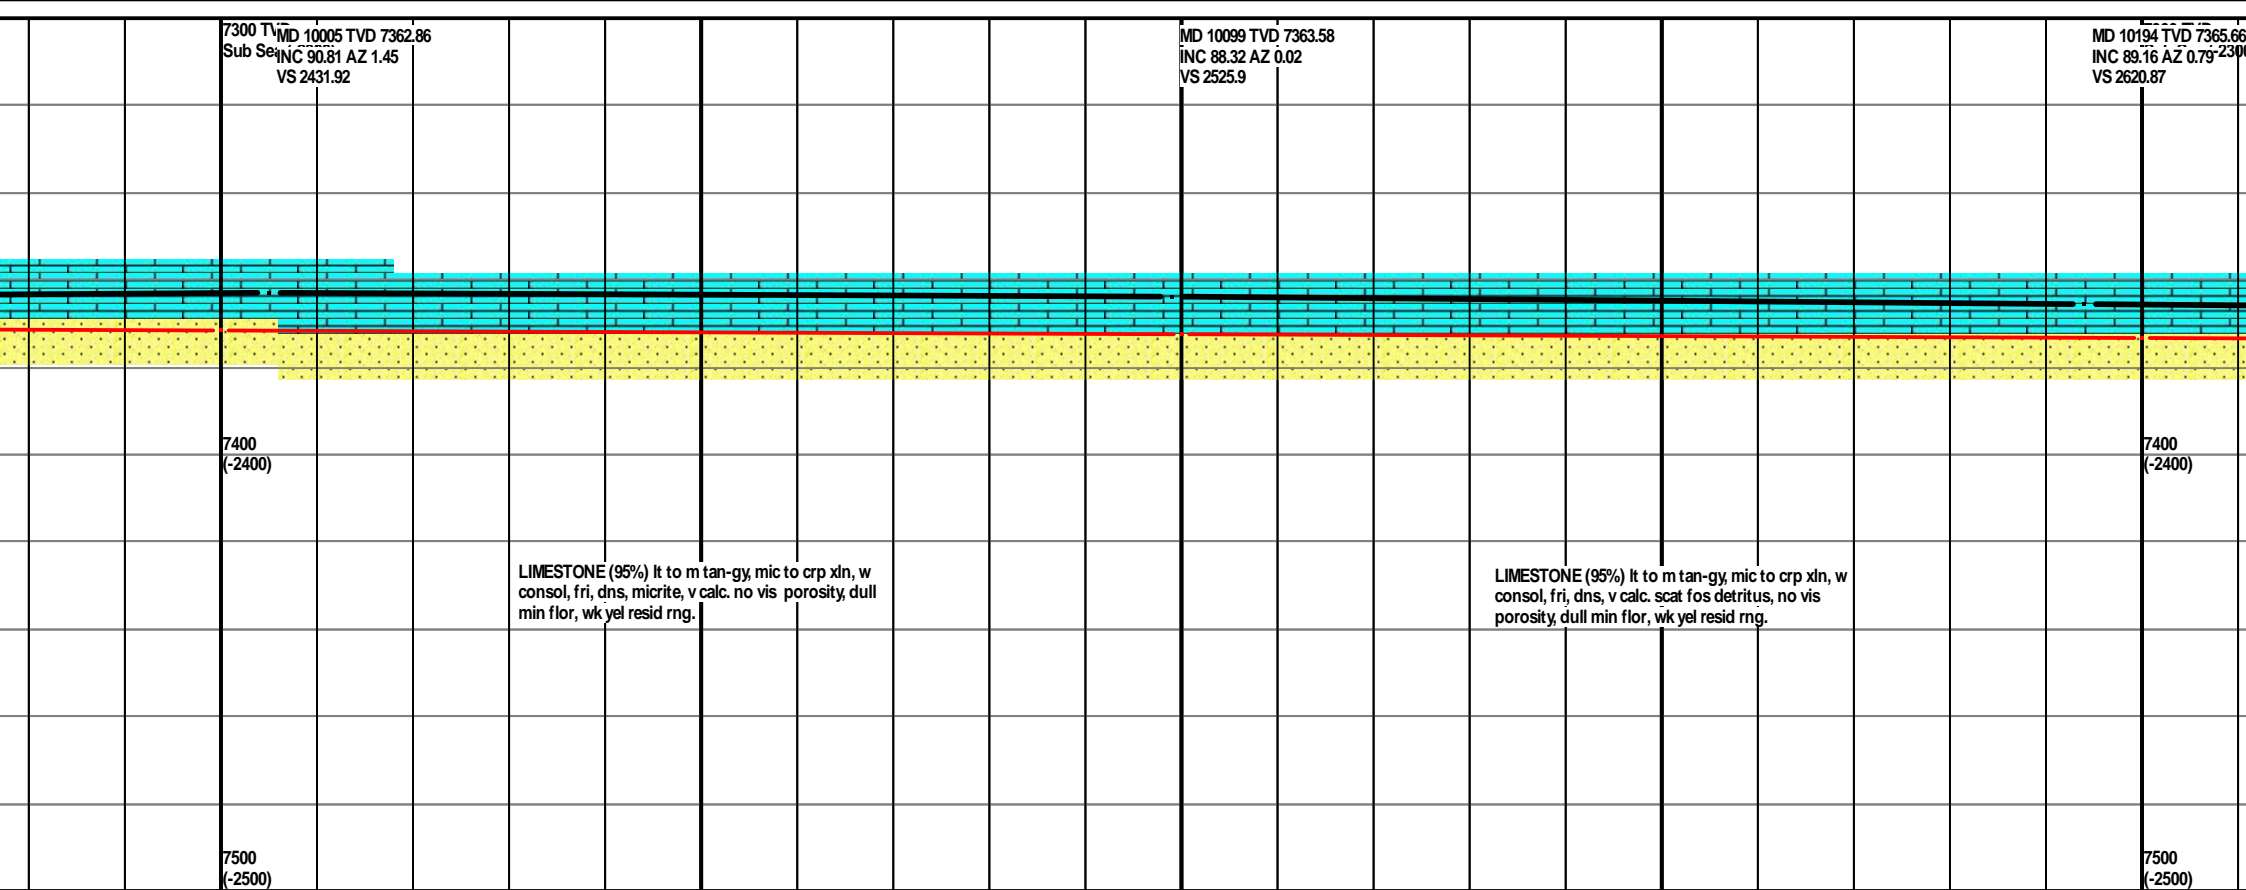 7300
Sub
MD 10005 TVD 7362.86
INC 90.81 AZ 1.45
VS 2431.92
MD 10099 TVD 7363.58
INC 88.32 AZ 0.02
VS 2525.9
MD 10194 TVD 7365.66
INC 89.16 AZ 0.79
VS 2620.87
7400
(-2400)
7400
(-2400)
LIMESTONE (95%) lt to m tan-gy, mic to crp xln, w
consol, fri, dns, micrite, v calc. no vis porosity, dull
min flor, wk yel resid rng.
LIMESTONE (95%) lt to m tan-gy, mic to crp xln, w
consol, fri, dns, v calc. scat fos detritus, no vis
porosity, dull min flor, wk yel resid rng.
7500
(-2500)
7500
(-2500)